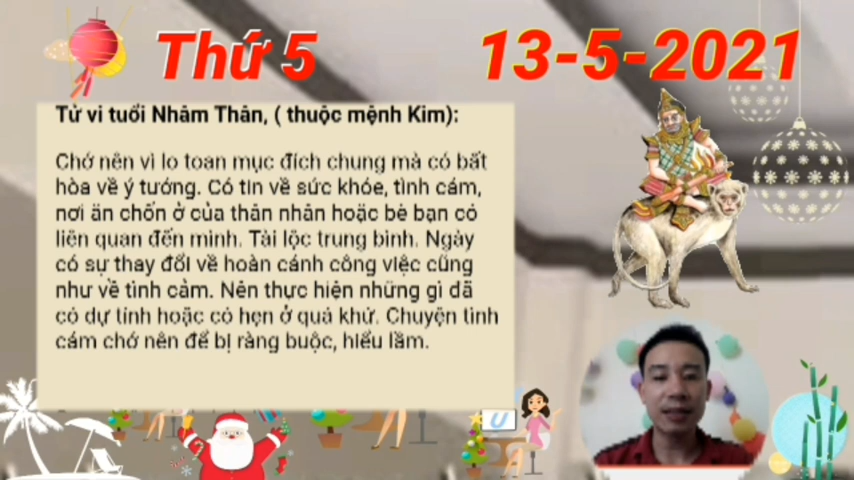 Thứ 5
13-5-2021
Tử vi tuổi Nhâm Thân, ( thuộc mệnh Kim):
Chớ nên vì lo toan mục đích chung mà có bất
hòa về ý tưởng. Có tin về sức khỏe, tình cảm,
nơi ăn chốn ở của thân nhân hoặc bè bạn có
liên quan đến mình. Tài lộc trung bình. Ngày
có sự thay đổi về hoàn cảnh công việc cũng
như về tình cảm. Nên thực hiện những gì đã
có dự tính hoặc có hẹn ở quá khứ. Chuyện tình
cảm chớ nên để bị ràng buộc, hiểu lầm.
U